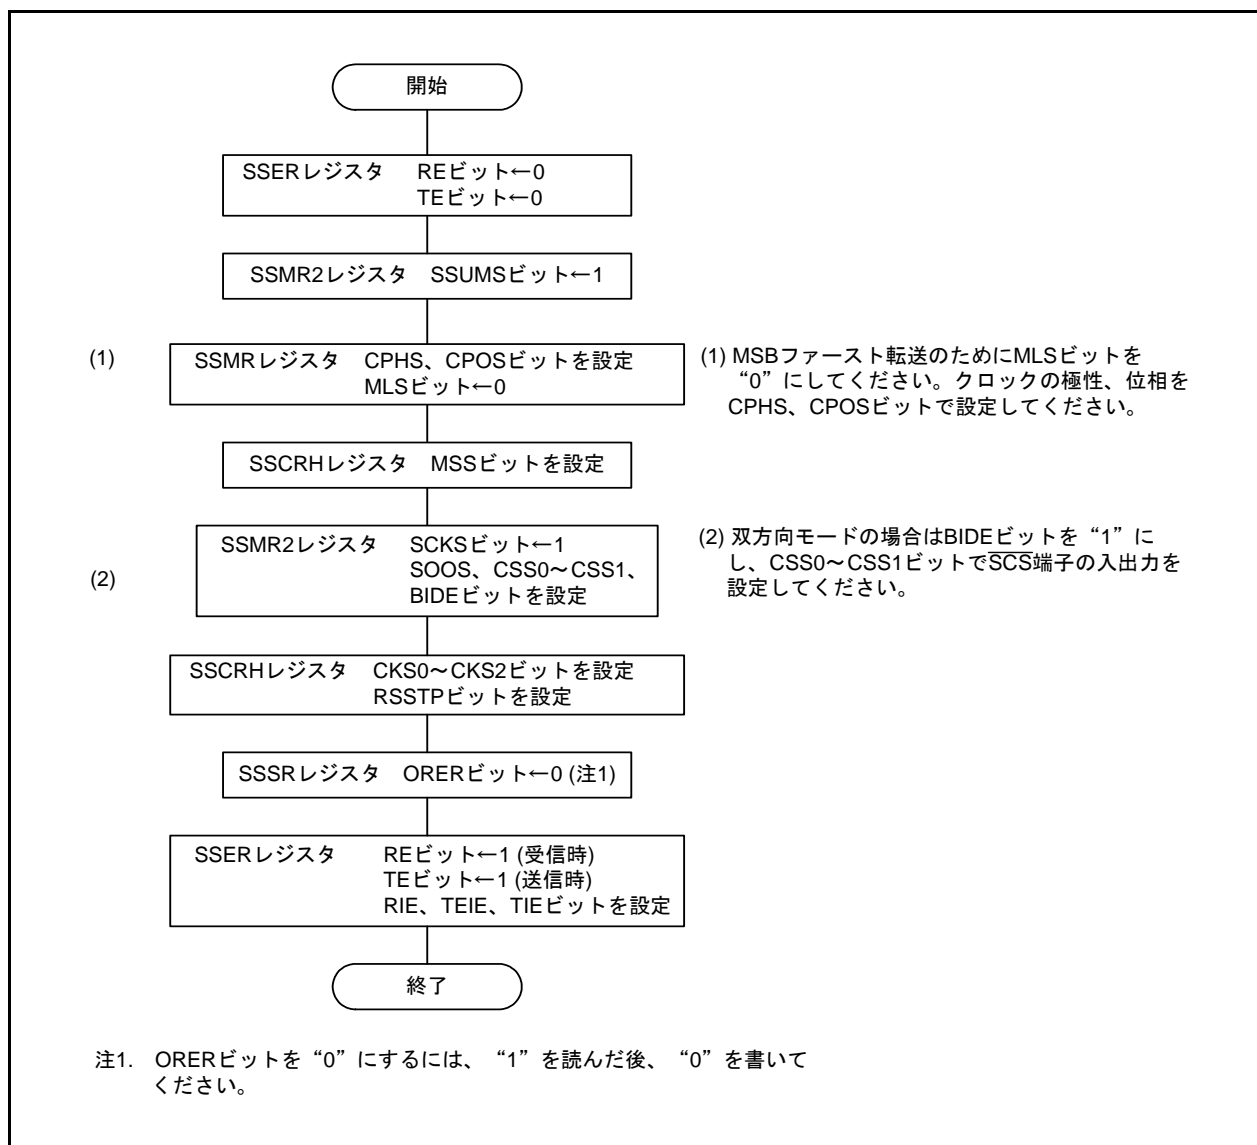 開始
SSERレジスタ REビット←0
TEビット←0
SSMR2レジスタ SSUMSビット←1
(1)
SSMRレジスタ CPHS、CPOSビットを設定
MLSビット←0
(1) MSBファースト転送のためにMLSビットを
“0”にしてください。クロックの極性、位相を
CPHS、CPOSビットで設定してください。
SSCRHレジスタ MSSビットを設定
(2)
SSMR2レジスタ SCKSビット←1
SOOS、CSS0～CSS1、
BIDEビットを設定
(2) 双方向モードの場合はBIDEビットを“1”に
し、CSS0～CSS1ビットでSCS端子の入出力を
設定してください。
SSCRHレジスタ CKS0～CKS2ビットを設定
RSSTPビットを設定
SSSRレジスタ ORERビット←0 (注1)
SSERレジスタ REビット←1 (受信時)
TEビット←1 (送信時)
RIE、TEIE、TIEビットを設定
終了
注1. ORERビットを“0”にするには、“1”を読んだ後、“0”を書いて
ください。